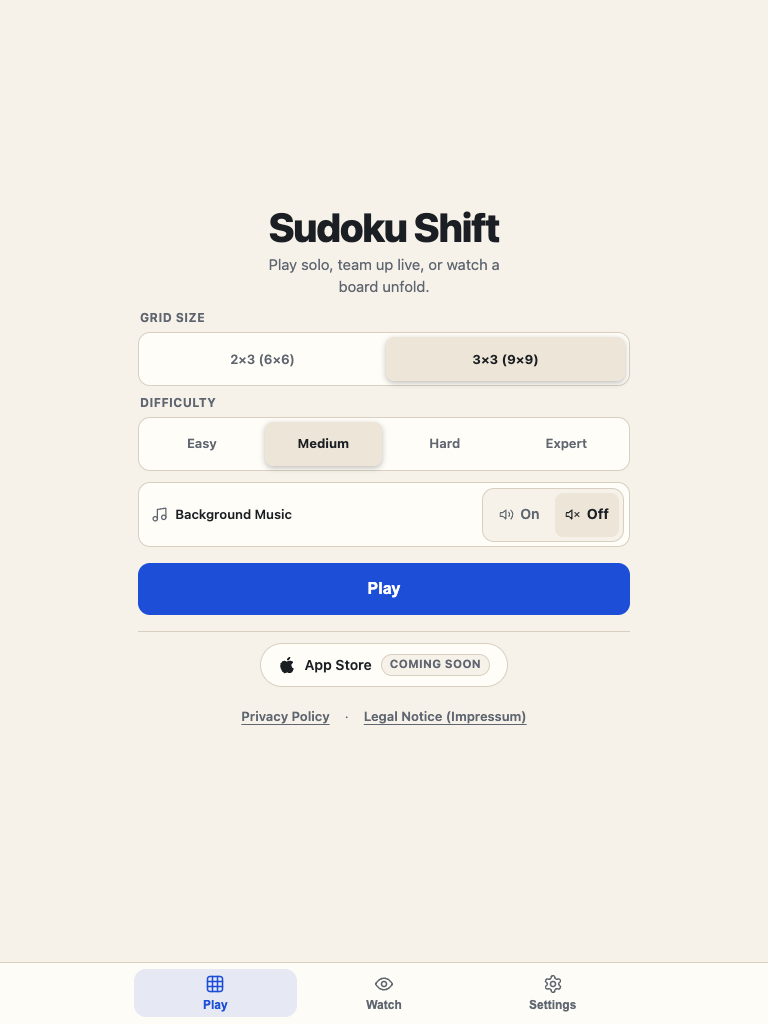 Sudoku Shift
Play solo, team up live, or watch a
board unfold.
GRID SIZE
2×3 (6×6) 3×3 (9×9)
DIFFICULTY
Easy Medium Hard Expert
Background Music On Off
Play
App Store COMING SOON
Privacy Policy · Legal Notice (Impressum)
Play Watch Settings